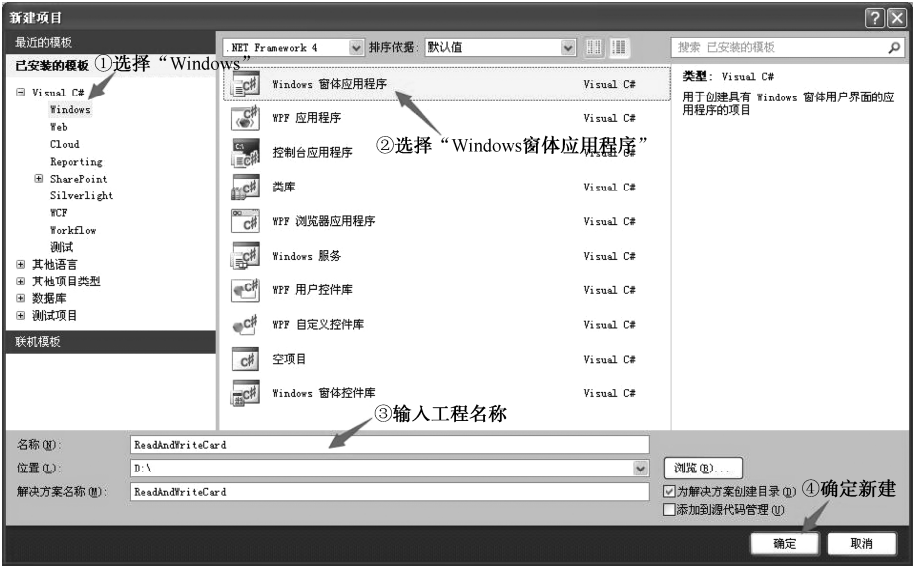 新建项目
最近的模板
.NET Framework 4 排序依据: 默认值 搜索 已安装的模板
已安装的模板 ①选择“Windows”
Visual C#
Windows
Web
Cloud
Reporting
SharePoint
Silverlight
WCF
Workflow
测试
其他语言
其他项目类型
数据库
测试项目
联机模板
Windows 窗体应用程序 Visual C#
WPF 应用程序 Visual C#
②选择“Windows窗体应用程序”
控制台应用程序 Visual C#
类库 Visual C#
WPF 浏览器应用程序 Visual C#
Windows 服务 Visual C#
WPF 用户控件库 Visual C#
WPF 自定义控件库 Visual C#
空项目 Visual C#
Windows 窗体控件库 Visual C#
类型: Visual C#
用于创建具有 Windows 窗体用户界面的应
用程序的项目
③输入工程名称
名称(N): ReadAndWriteCard
位置(L): D:\ 浏览(B)...
解决方案名称(M): ReadAndWriteCard
为解决方案创建目录(D) ④确定新建
添加到源代码管理(U)
确定 取消